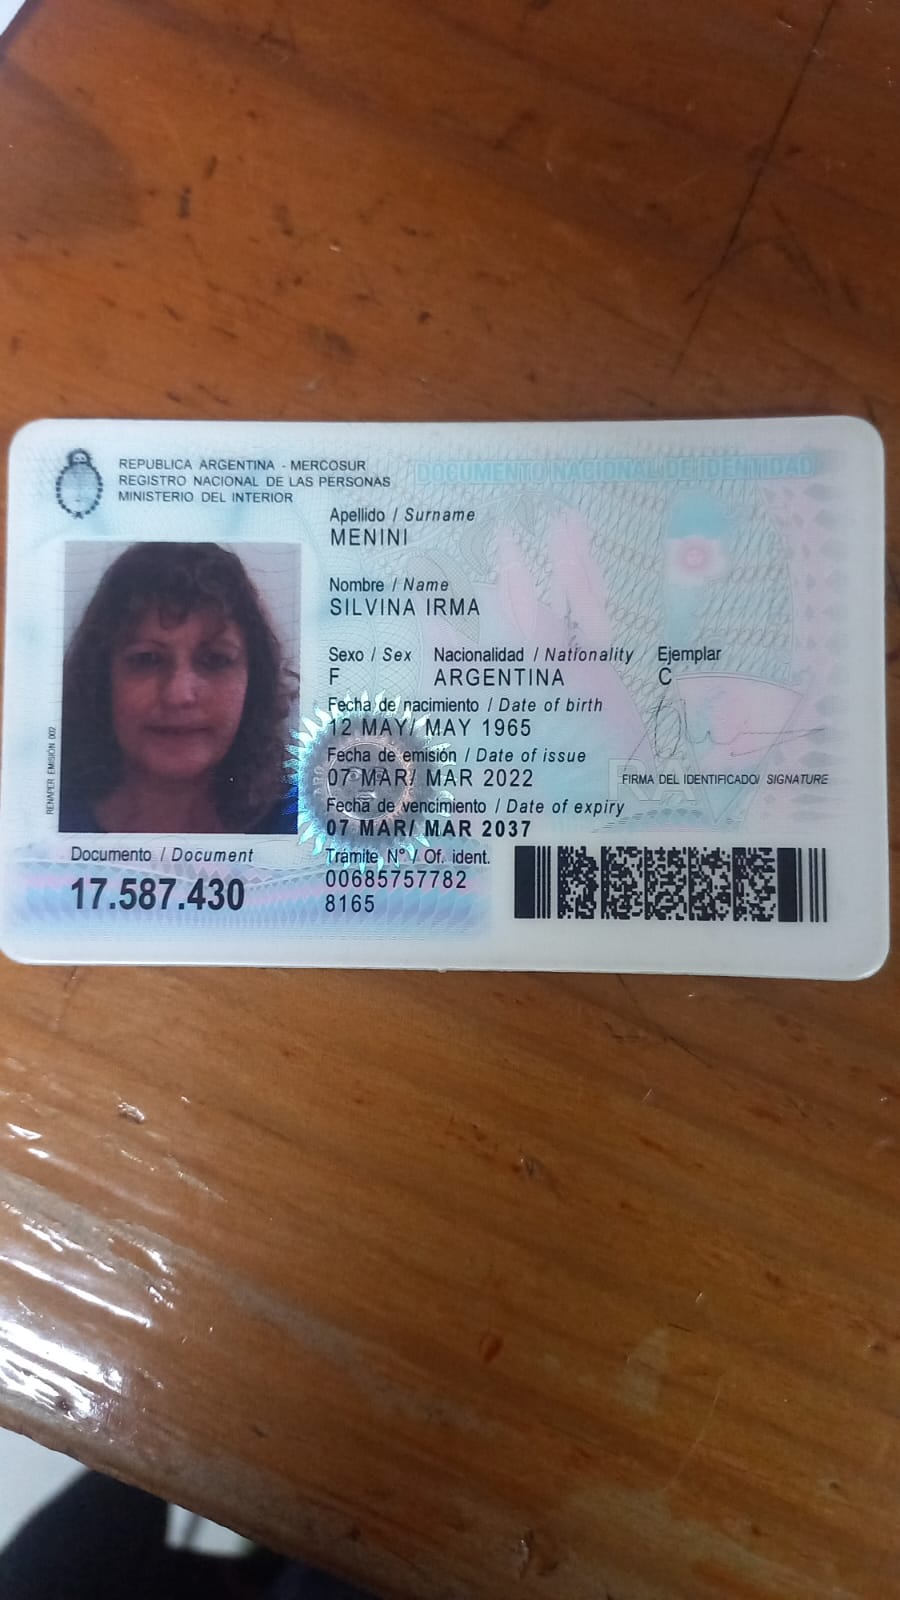 REPUBLICA ARGENTINA - MERCOSUR
REGISTRO NACIONAL DE LAS PERSONAS
MINISTERIO DEL INTERIOR
DOCUMENTO NACIONAL DE IDENTIDAD
Apellido / Surname
MENINI
Nombre / Name
SILVINA IRMA
Sexo / Sex Nacionalidad / Nationality Ejemplar
F ARGENTINA C
Fecha de nacimiento / Date of birth
12 MAY/ MAY 1965
Fecha de emisión / Date of issue
07 MAR/ MAR 2022
FIRMA DEL IDENTIFICADO/ SIGNATURE
Fecha de vencimiento / Date of expiry
07 MAR/ MAR 2037
RENAPER EMISIÓN 002
Documento / Document
17.587.430
Tramite N° / Of. ident.
00685757782
8165